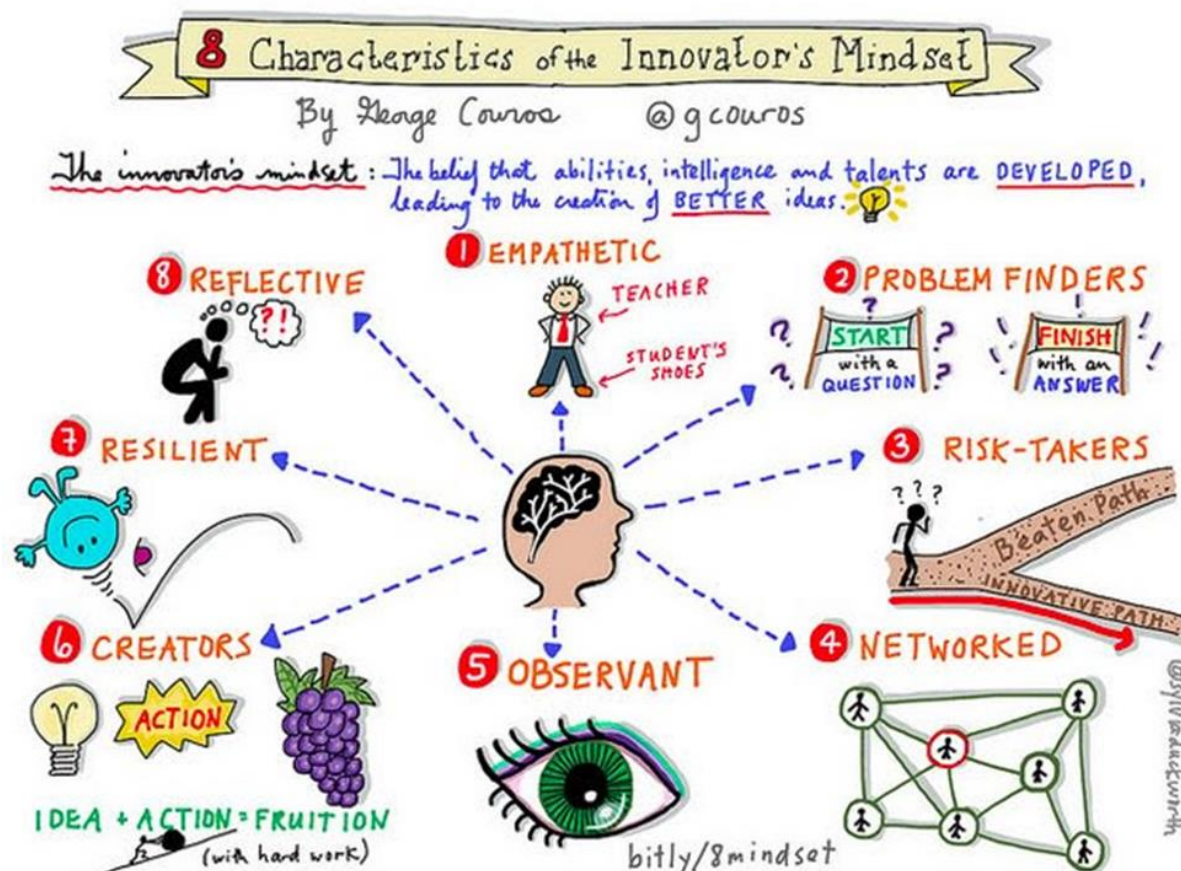 8 Characteristics of the Innovator's Mindset
By George Couros @gcouros
The innovator's mindset : The belief that abilities, intelligence and talents are DEVELOPED,
leading to the creation of BETTER ideas.
1 EMPATHETIC
TEACHER
STUDENT'S
SHOES
2 PROBLEM FINDERS
? ? ? ? ? ?
START
with a
QUESTION
! ! ! ! ! ! !
FINISH
with an
ANSWER
3 RISK-TAKERS
? ? ?
Beaten Path
INNOVATIVE PATH
4 NETWORKED
5 OBSERVANT
6 CREATORS
ACTION
IDEA + ACTION = FRUITION
(with hard work)
7 RESILIENT
8 REFLECTIVE
?!
bitly/8mindset
@sylviaduckworth